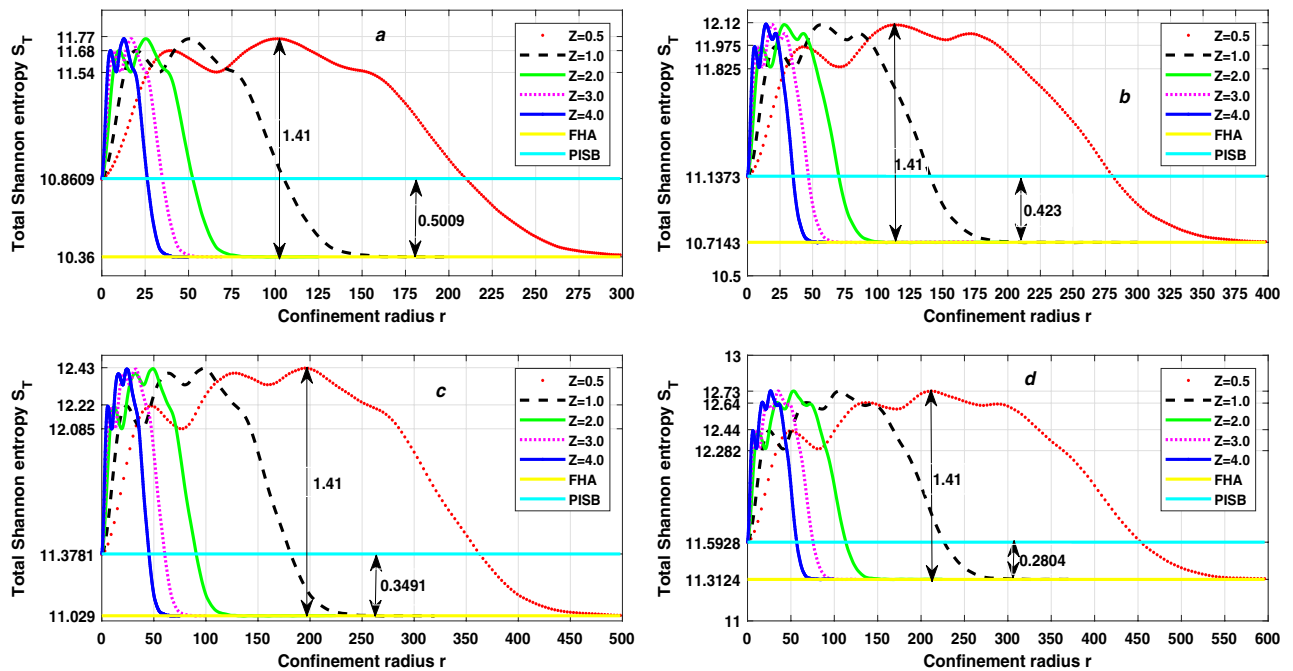 a
Total Shannon entropy S_T
11.77
11.68
11.54
10.8609
10.36
1.41
0.5009
Z=0.5
Z=1.0
Z=2.0
Z=3.0
Z=4.0
FHA
PISB
0 25 50 75 100 125 150 175 200 225 250 275 300
Confinement radius r
b
Total Shannon entropy S_T
12.12
11.975
11.825
11.1373
10.7143
10.5
1.41
0.423
Z=0.5
Z=1.0
Z=2.0
Z=3.0
Z=4.0
FHA
PISB
0 25 50 75 100 125 150 175 200 225 250 275 300 325 350 375 400
Confinement radius r
c
Total Shannon entropy S_T
12.43
12.22
12.085
11.3781
11.029
1.41
0.3491
Z=0.5
Z=1.0
Z=2.0
Z=3.0
Z=4.0
FHA
PISB
0 50 100 150 200 250 300 350 400 450 500
Confinement radius r
d
Total Shannon entropy S_T
13
12.73
12.64
12.44
12.282
11.5928
11.3124
11
1.41
0.2804
Z=0.5
Z=1.0
Z=2.0
Z=3.0
Z=4.0
FHA
PISB
0 50 100 150 200 250 300 350 400 450 500 550 600
Confinement radius r